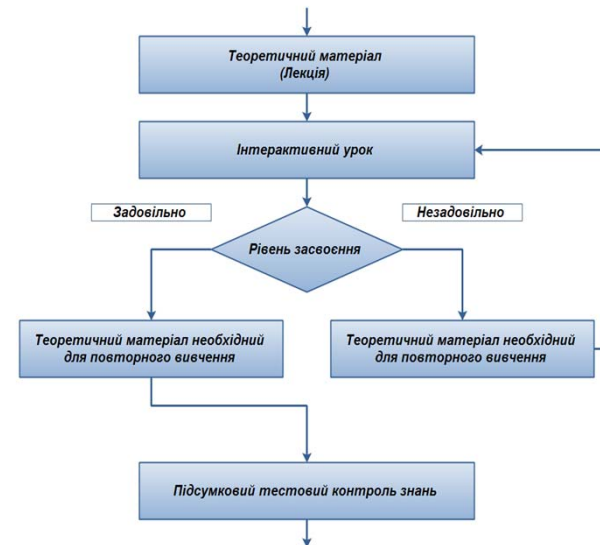 Теоретичний матеріал
(Лекція)
Інтерактивний урок
Задовільно
Незадовільно
Рівень засвоєння
Теоретичний матеріал необхідний
для повторного вивчення
Теоретичний матеріал необхідний
для повторного вивчення
Підсумковий тестовий контроль знань